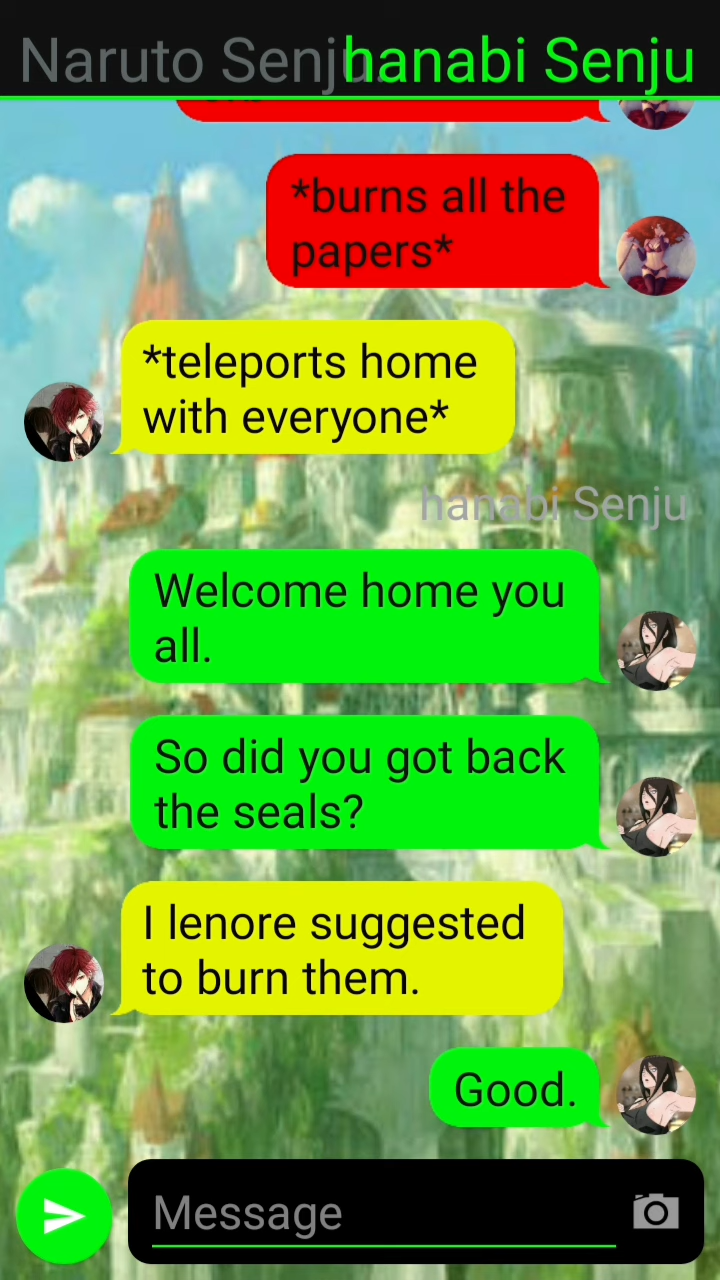 Naruto Senju
hanabi Senju
*burns all the
papers*
*teleports home
with everyone*
hanabi Senju
Welcome home you
all.
So did you got back
the seals?
I lenore suggested
to burn them.
Good.
Message